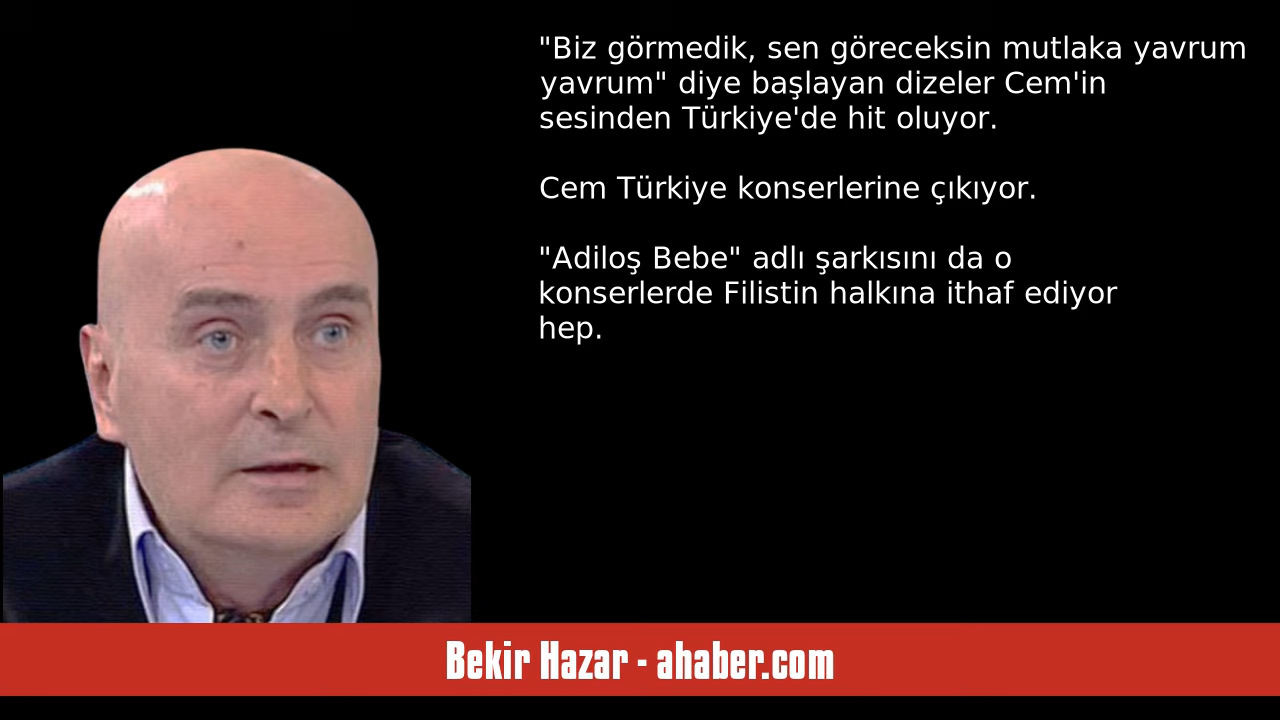 "Biz görmedik, sen göreceksin mutlaka yavrum
yavrum" diye başlayan dizeler Cem'in
sesinden Türkiye'de hit oluyor.
Cem Türkiye konserlerine çıkıyor.
"Adiloş Bebe" adlı şarkısını da o
konserlerde Filistin halkına ithaf ediyor
hep.
Bekir Hazar - ahaber.com